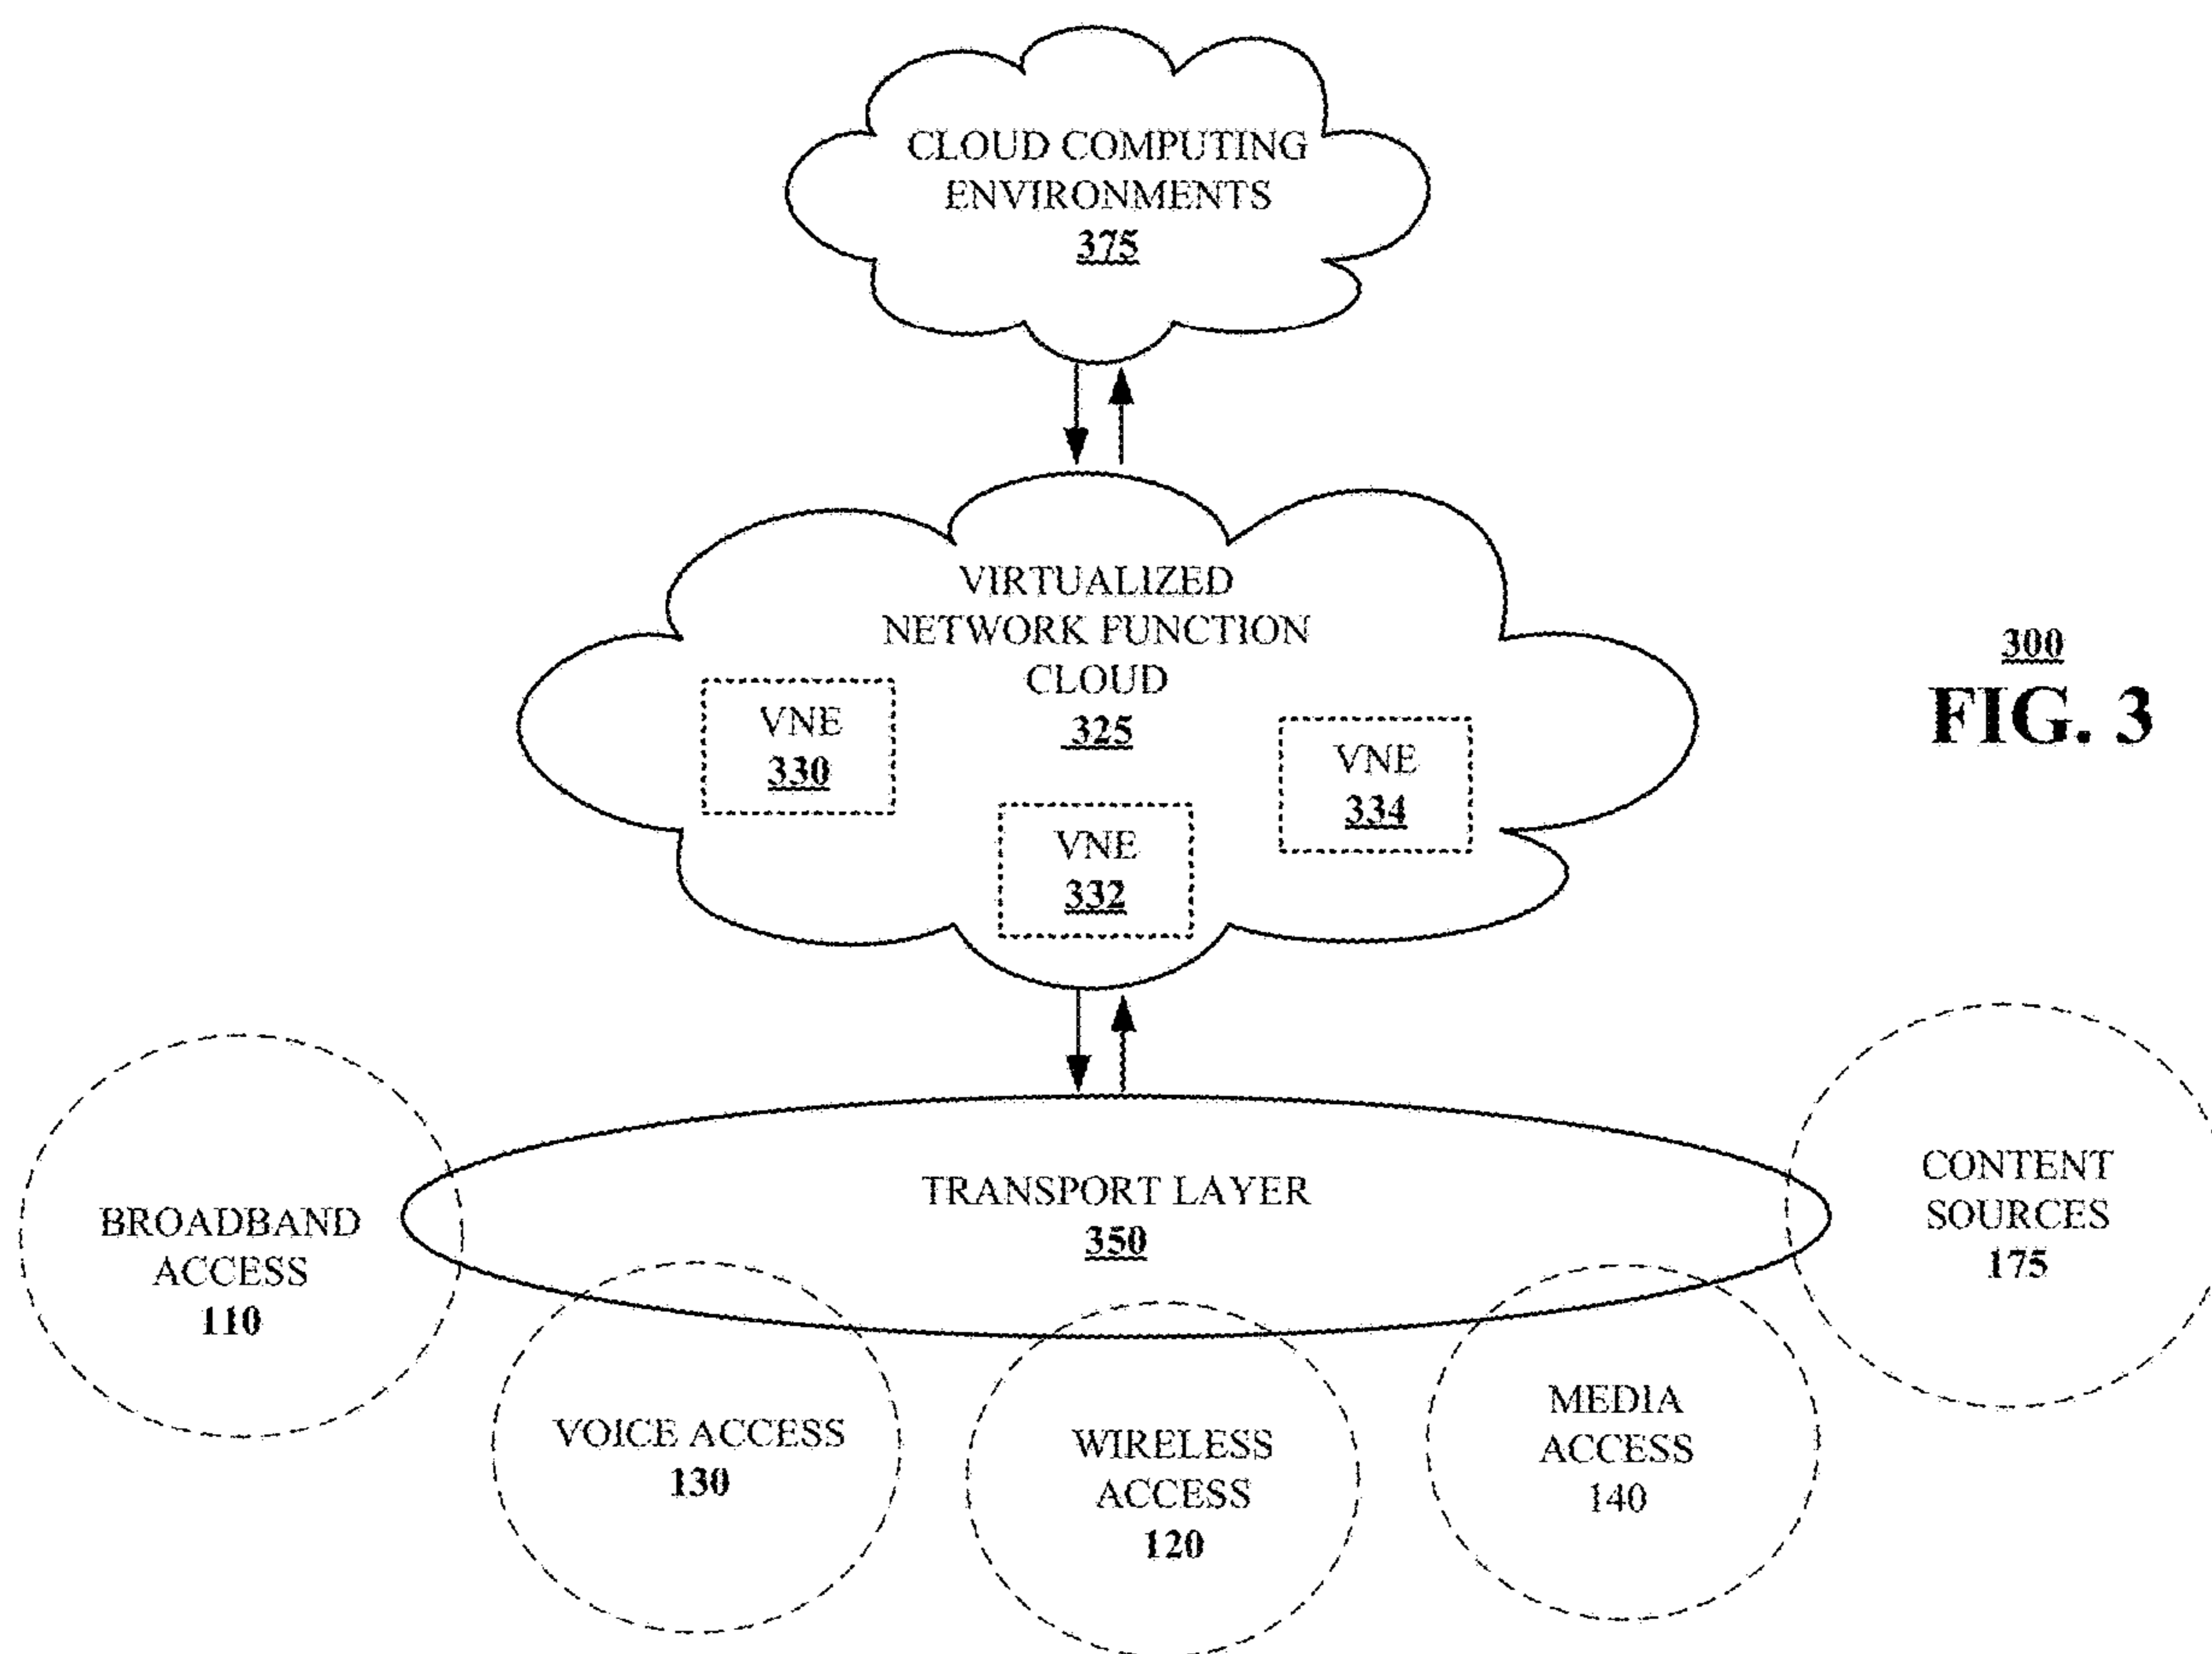 CLOUD COMPUTING
ENVIRONMENTS
375
VIRTUALIZED
NETWORK FUNCTION
CLOUD
325
VNE
330
VNE
332
VNE
334
300
FIG. 3
TRANSPORT LAYER
350
BROADBAND
ACCESS
110
VOICE ACCESS
130
WIRELESS
ACCESS
120
MEDIA
ACCESS
140
CONTENT
SOURCES
175